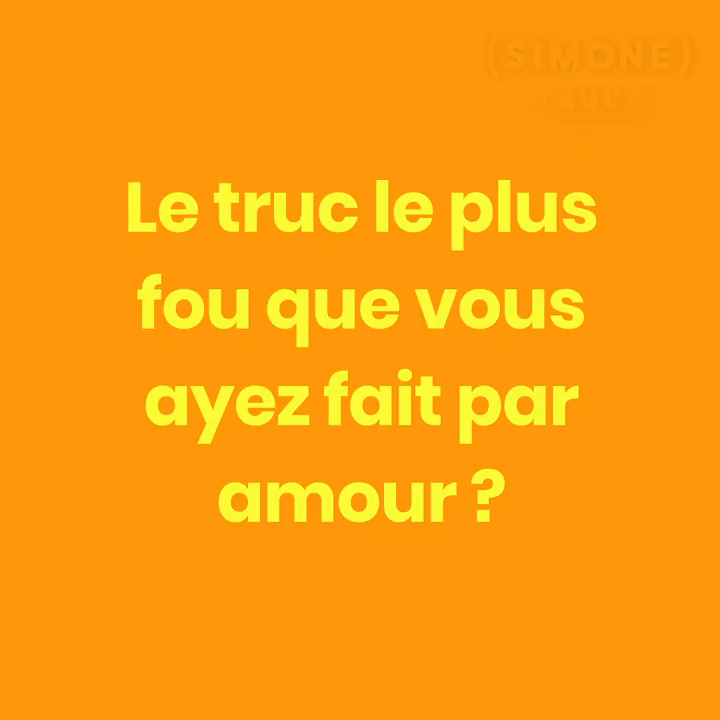 (SIMONE)
Le truc le plus
fou que vous
ayez fait par
amour ?